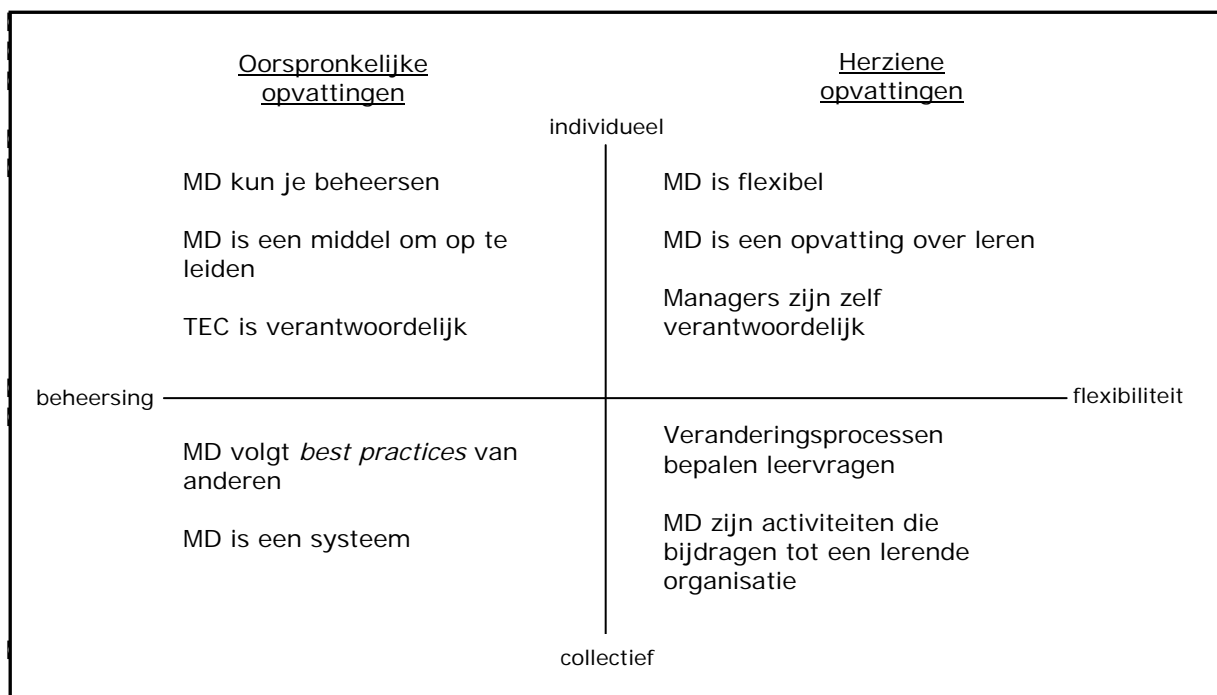 Oorspronkelijke
opvattingen
Herziene
opvattingen
individueel
MD kun je beheersen
MD is een middel om op te
leiden
TEC is verantwoordelijk
MD is flexibel
MD is een opvatting over leren
Managers zijn zelf
verantwoordelijk
beheersing
flexibiliteit
MD volgt best practices van
anderen
MD is een systeem
Veranderingsprocessen
bepalen leervragen
MD zijn activiteiten die
bijdragen tot een lerende
organisatie
collectief